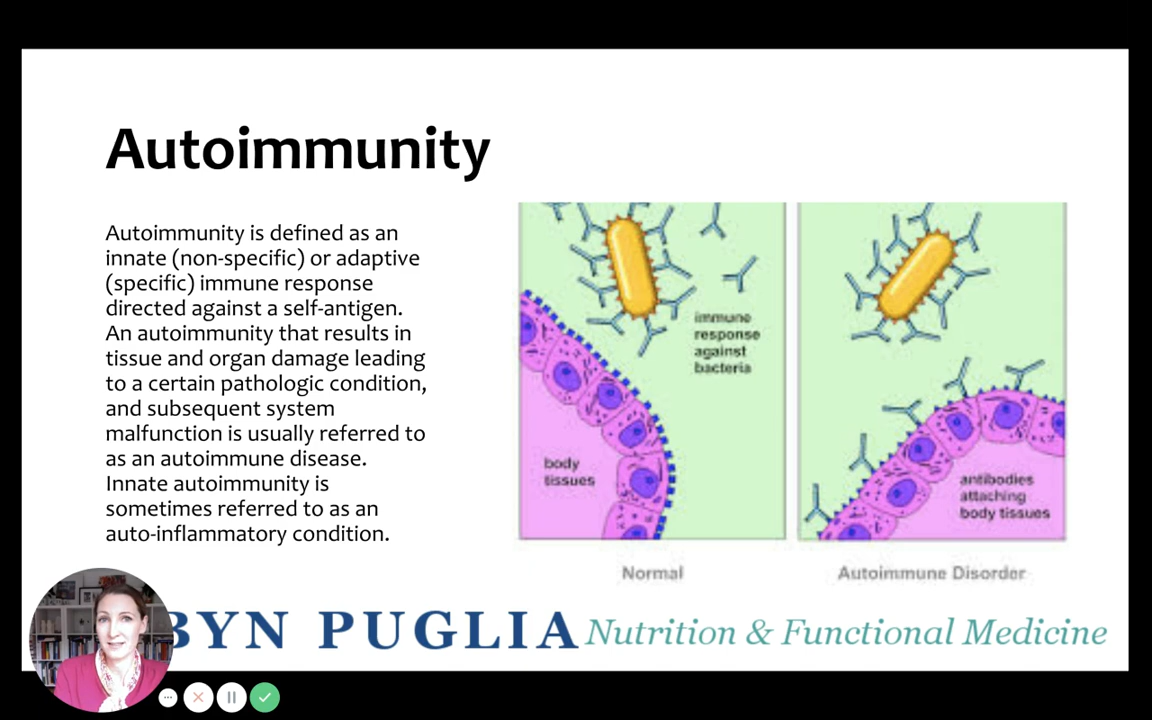 Autoimmunity
Autoimmunity is defined as an
innate (non-specific) or adaptive
(specific) immune response
directed against a self-antigen.
An autoimmunity that results in
tissue and organ damage leading
to a certain pathologic condition,
and subsequent system
malfunction is usually referred to
as an autoimmune disease.
Innate autoimmunity is
sometimes referred to as an
auto-inflammatory condition.
immune
response
against
bacteria
body
tissues
antibodies
attaching
body tissues
Normal
Autoimmune Disorder
BYN PUGLIA Nutrition & Functional Medicine